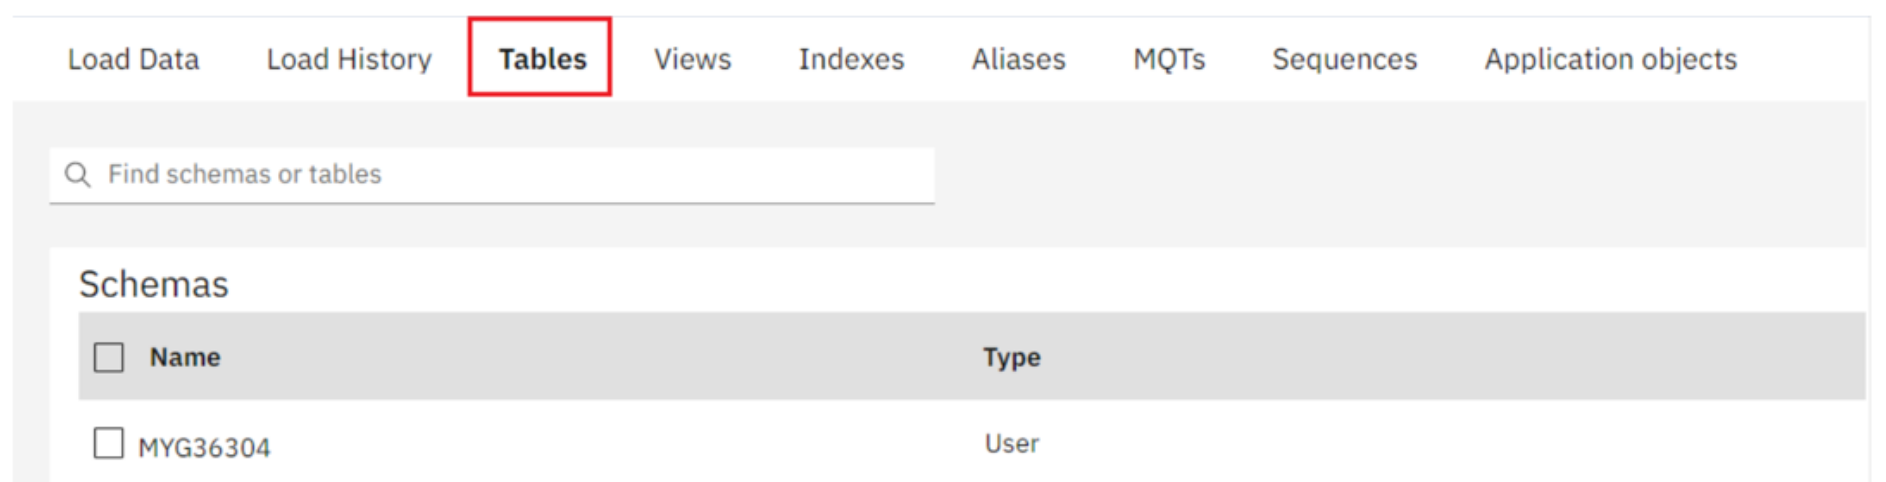 Load Data Load History Tables Views Indexes Aliases MQTs Sequences Application objects
Find schemas or tables
Schemas
Name Type
MYG36304 User